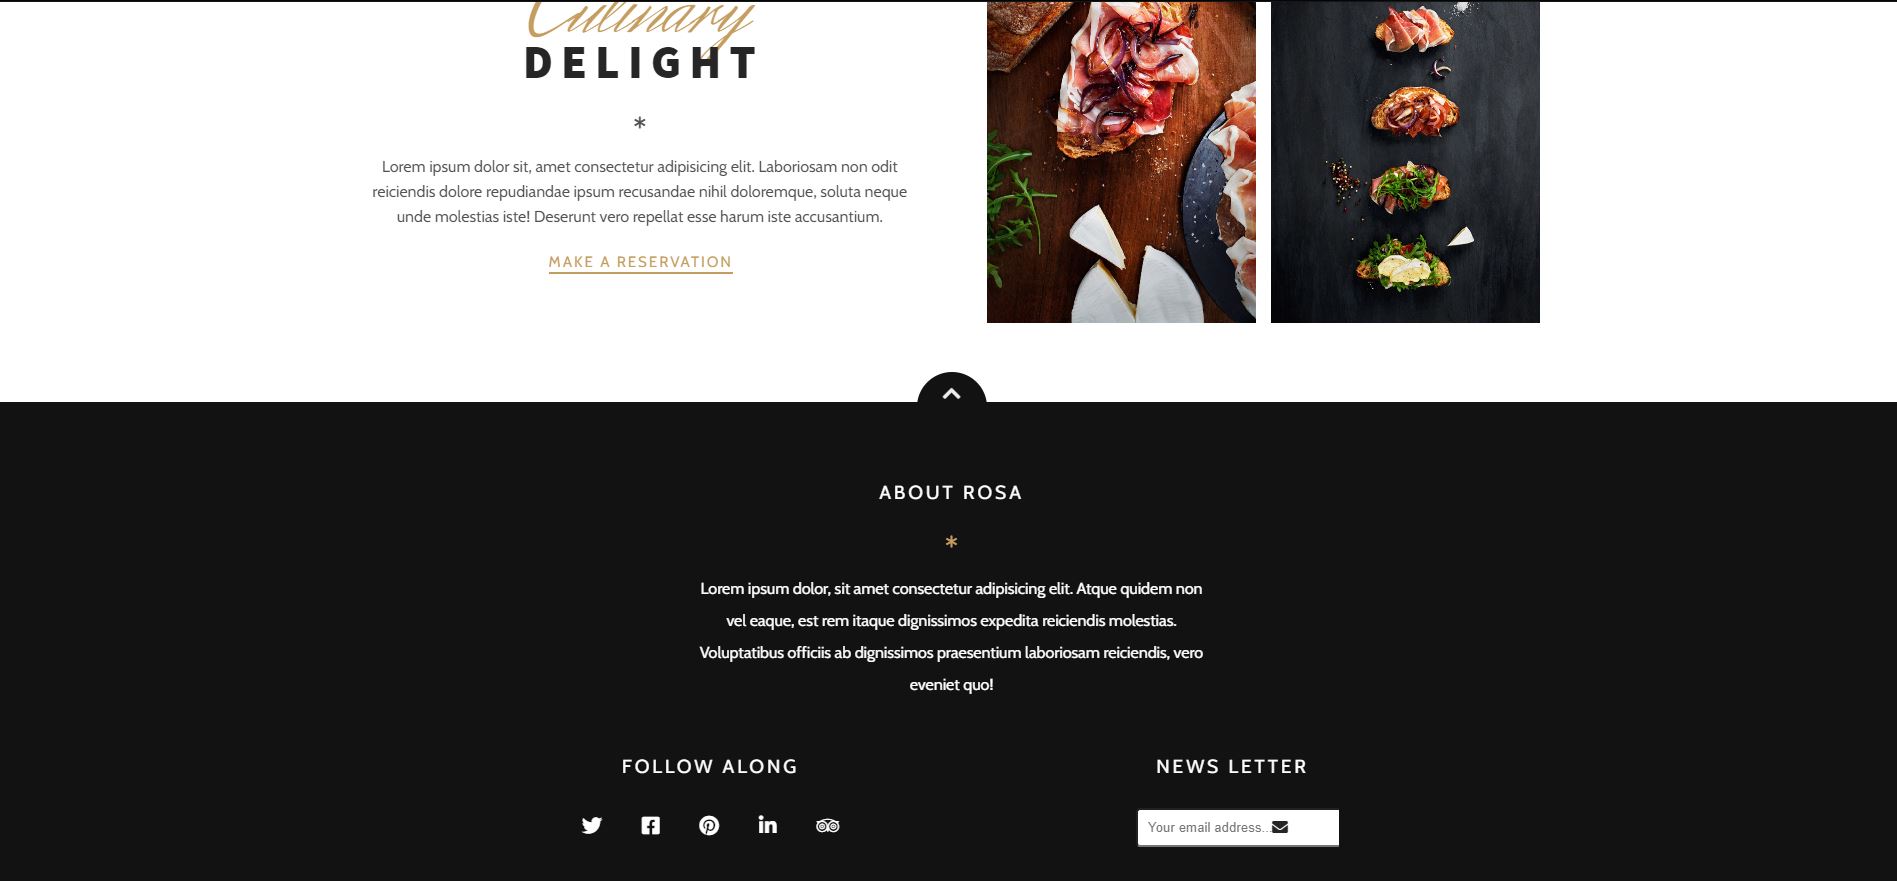 Culinary
DELIGHT
*
Lorem ipsum dolor sit, amet consectetur adipisicing elit. Laboriosam non odit
reiciendis dolore repudiandae ipsum recusandae nihil doloremque, soluta neque
unde molestias iste! Deserunt vero repellat esse harum iste accusantium.
MAKE A RESERVATION
ABOUT ROSA
*
Lorem ipsum dolor, sit amet consectetur adipisicing elit. Atque quidem non
vel eaque, est rem itaque dignissimos expedita reiciendis molestias.
Voluptatibus officiis ab dignissimos praesentium laboriosam reiciendis, vero
eveniet quo!
FOLLOW ALONG
NEWS LETTER
Your email address...